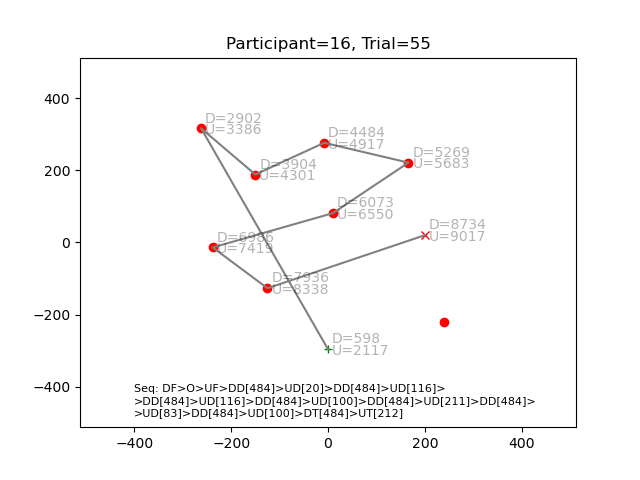 Participant=16, Trial=55
400
200
0
−200
−400
−400
−200
0
200
400
D=2902
U=3386
D=4484
U=4917
D=5269
U=5683
D=3904
U=4301
D=6073
U=6550
D=8734
U=9017
D=6986
U=7419
D=7936
U=8338
D=598
U=2117
Seq: DF>O>UF>DD[484]>UD[20]>DD[484]>UD[116]>
>DD[484]>UD[116]>DD[484]>UD[100]>DD[484]>UD[211]>DD[484]>
>UD[83]>DD[484]>UD[100]>DT[484]>UT[212]